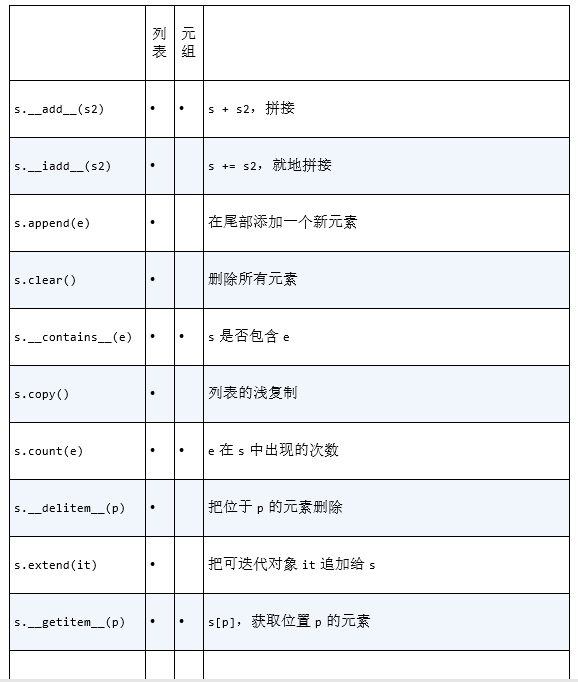 列表 元组
s.__add__(s2) • • s + s2，拼接
s.__iadd__(s2) • s += s2，就地拼接
s.append(e) • 在尾部添加一个新元素
s.clear() • 删除所有元素
s.__contains__(e) • • s 是否包含 e
s.copy() • 列表的浅复制
s.count(e) • • e 在 s 中出现的次数
s.__delitem__(p) • 把位于 p 的元素删除
s.extend(it) • 把可迭代对象 it 追加给 s
s.__getitem__(p) • • s[p]，获取位置 p 的元素